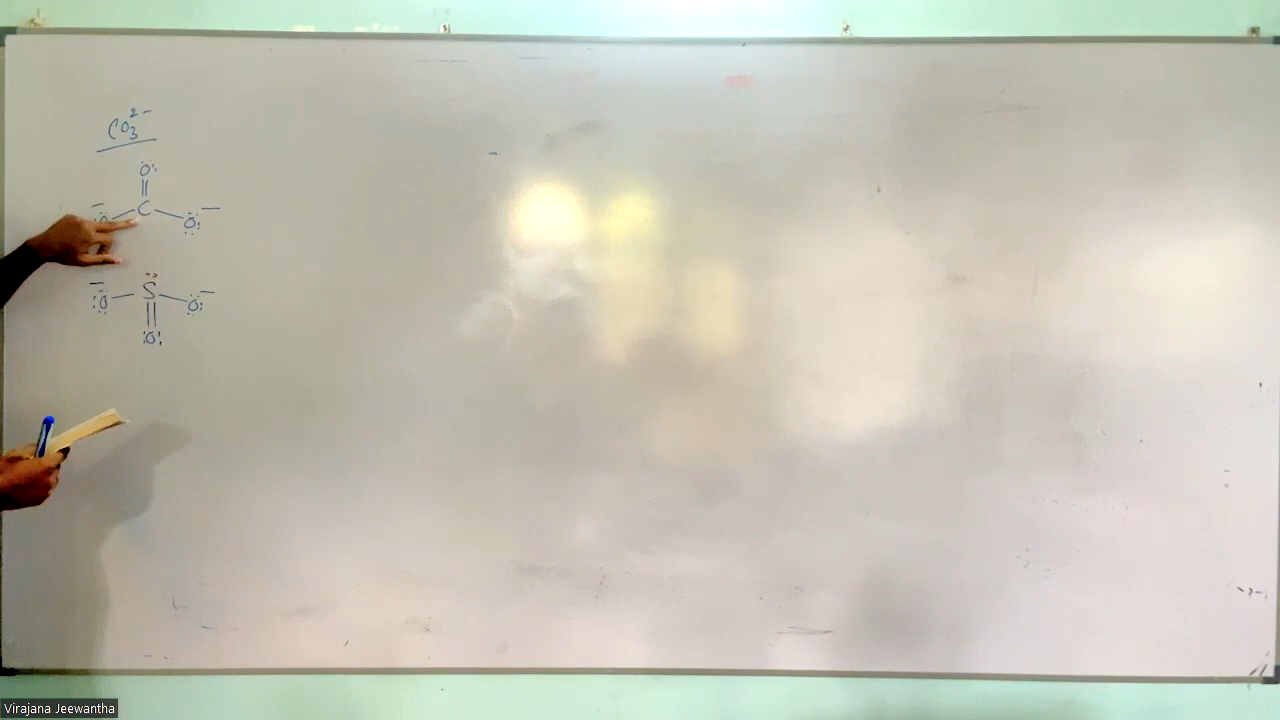 CO₃²⁻
O
||
⁻O – C – O⁻
⁻O – S – O⁻
||
O
Virajana Jeewantha